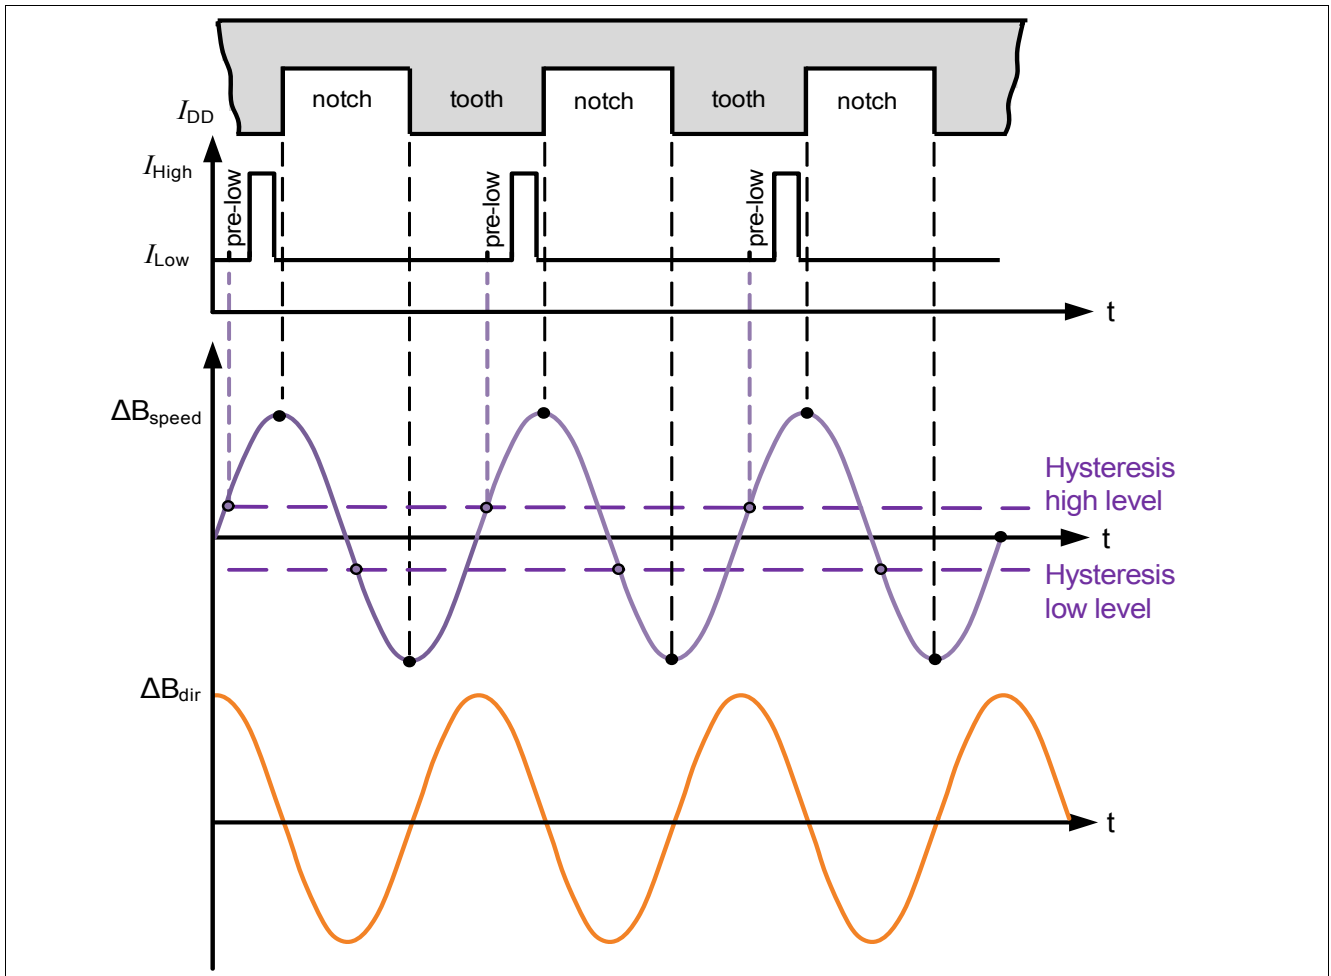 notch
tooth
notch
tooth
notch
IDD
IHigh
pre-low
pre-low
pre-low
ILow
t
ΔBspeed
Hysteresis
high level
t
Hysteresis
low level
ΔBdir
t